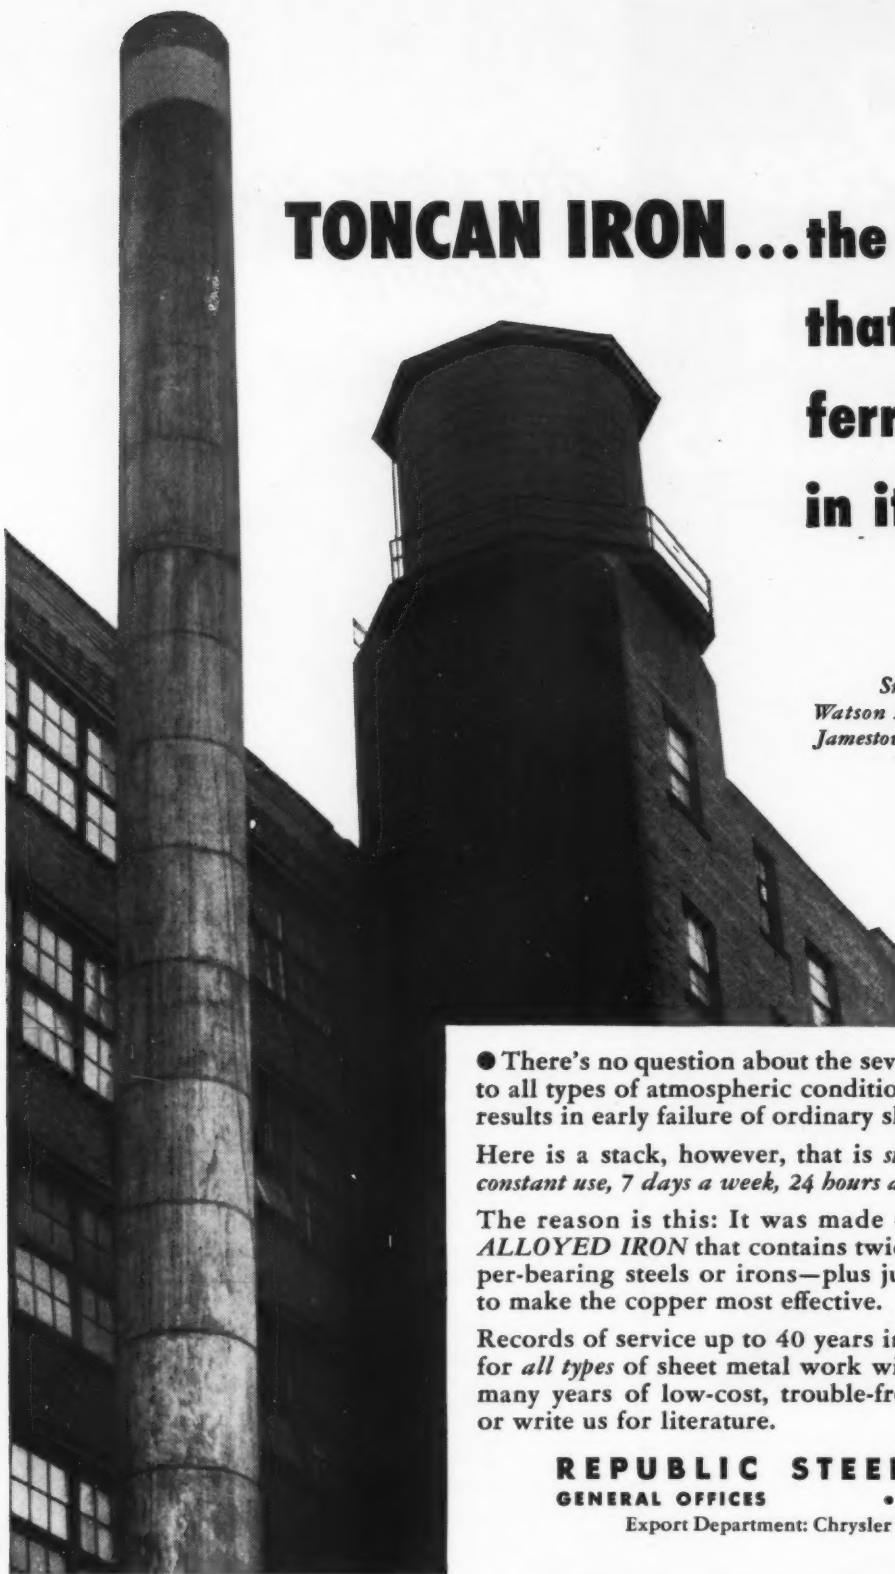 TONCAN IRON...the
that
ferr
in it
St
Watson
Jamestow
● There's no question about the sev
to all types of atmospheric conditio
results in early failure of ordinary sh
Here is a stack, however, that is st
constant use, 7 days a week, 24 hours a
The reason is this: It was made
ALLOYED IRON that contains twic
per-bearing steels or irons—plus ju
to make the copper most effective.
Records of service up to 40 years in
for all types of sheet metal work wi
many years of low-cost, trouble-fre
or write us for literature.
REPUBLIC STEEL
GENERAL OFFICES •
Export Department: Chrysler